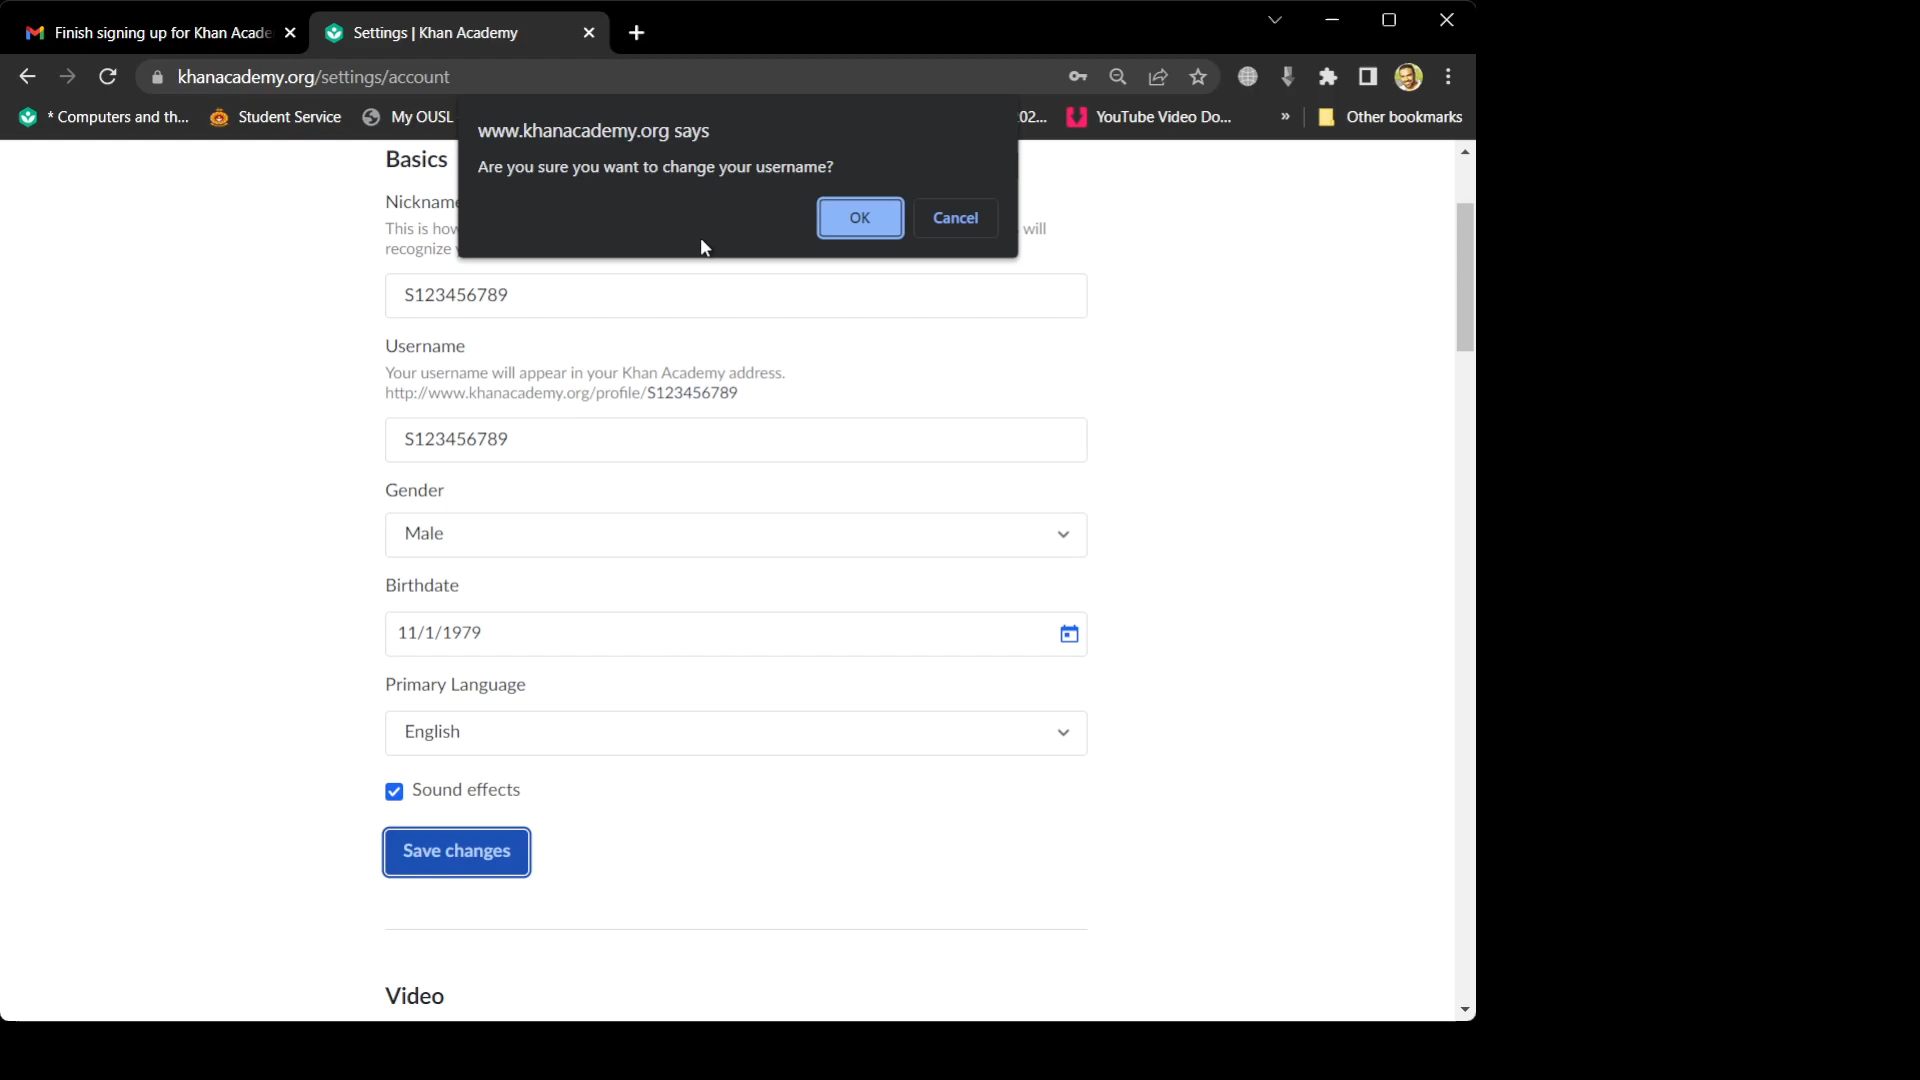 Finish signing up for Khan Acade
Settings | Khan Academy
khanacademy.org/settings/account
* Computers and th...
Student Service
My OUSL
02...
YouTube Video Do...
»
Other bookmarks
www.khanacademy.org says
Are you sure you want to change your username?
OK
Cancel
Basics
Nickname
This is how
will
recognize
S123456789
Username
Your username will appear in your Khan Academy address.
http://www.khanacademy.org/profile/S123456789
S123456789
Gender
Male
Birthdate
11/1/1979
Primary Language
English
Sound effects
Save changes
Video